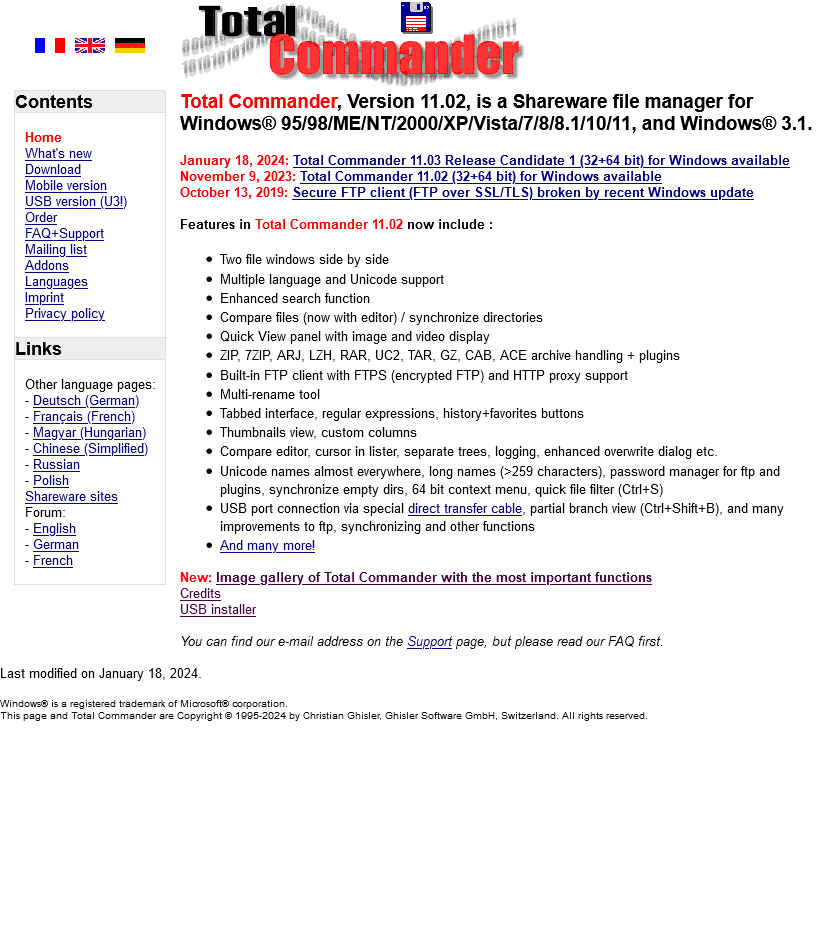 Total
Commander
Contents
Home
What's new
Download
Mobile version
USB version (U3!)
Order
FAQ+Support
Mailing list
Addons
Languages
Imprint
Privacy policy
Links
Other language pages:
- Deutsch (German)
- Français (French)
- Magyar (Hungarian)
- Chinese (Simplified)
- Russian
- Polish
Shareware sites
Forum:
- English
- German
- French
Total Commander, Version 11.02, is a Shareware file manager for
Windows® 95/98/ME/NT/2000/XP/Vista/7/8/8.1/10/11, and Windows® 3.1.
January 18, 2024: Total Commander 11.03 Release Candidate 1 (32+64 bit) for Windows available
November 9, 2023: Total Commander 11.02 (32+64 bit) for Windows available
October 13, 2019: Secure FTP client (FTP over SSL/TLS) broken by recent Windows update
Features in Total Commander 11.02 now include :
• Two file windows side by side
• Multiple language and Unicode support
• Enhanced search function
• Compare files (now with editor) / synchronize directories
• Quick View panel with image and video display
• ZIP, 7ZIP, ARJ, LZH, RAR, UC2, TAR, GZ, CAB, ACE archive handling + plugins
• Built-in FTP client with FTPS (encrypted FTP) and HTTP proxy support
• Multi-rename tool
• Tabbed interface, regular expressions, history+favorites buttons
• Thumbnails view, custom columns
• Compare editor, cursor in lister, separate trees, logging, enhanced overwrite dialog etc.
• Unicode names almost everywhere, long names (>259 characters), password manager for ftp and
plugins, synchronize empty dirs, 64 bit context menu, quick file filter (Ctrl+S)
• USB port connection via special direct transfer cable, partial branch view (Ctrl+Shift+B), and many
improvements to ftp, synchronizing and other functions
• And many more!
New: Image gallery of Total Commander with the most important functions
Credits
USB installer
You can find our e-mail address on the Support page, but please read our FAQ first.
Last modified on January 18, 2024.
Windows® is a registered trademark of Microsoft® corporation.
This page and Total Commander are Copyright © 1995-2024 by Christian Ghisler, Ghisler Software GmbH, Switzerland. All rights reserved.